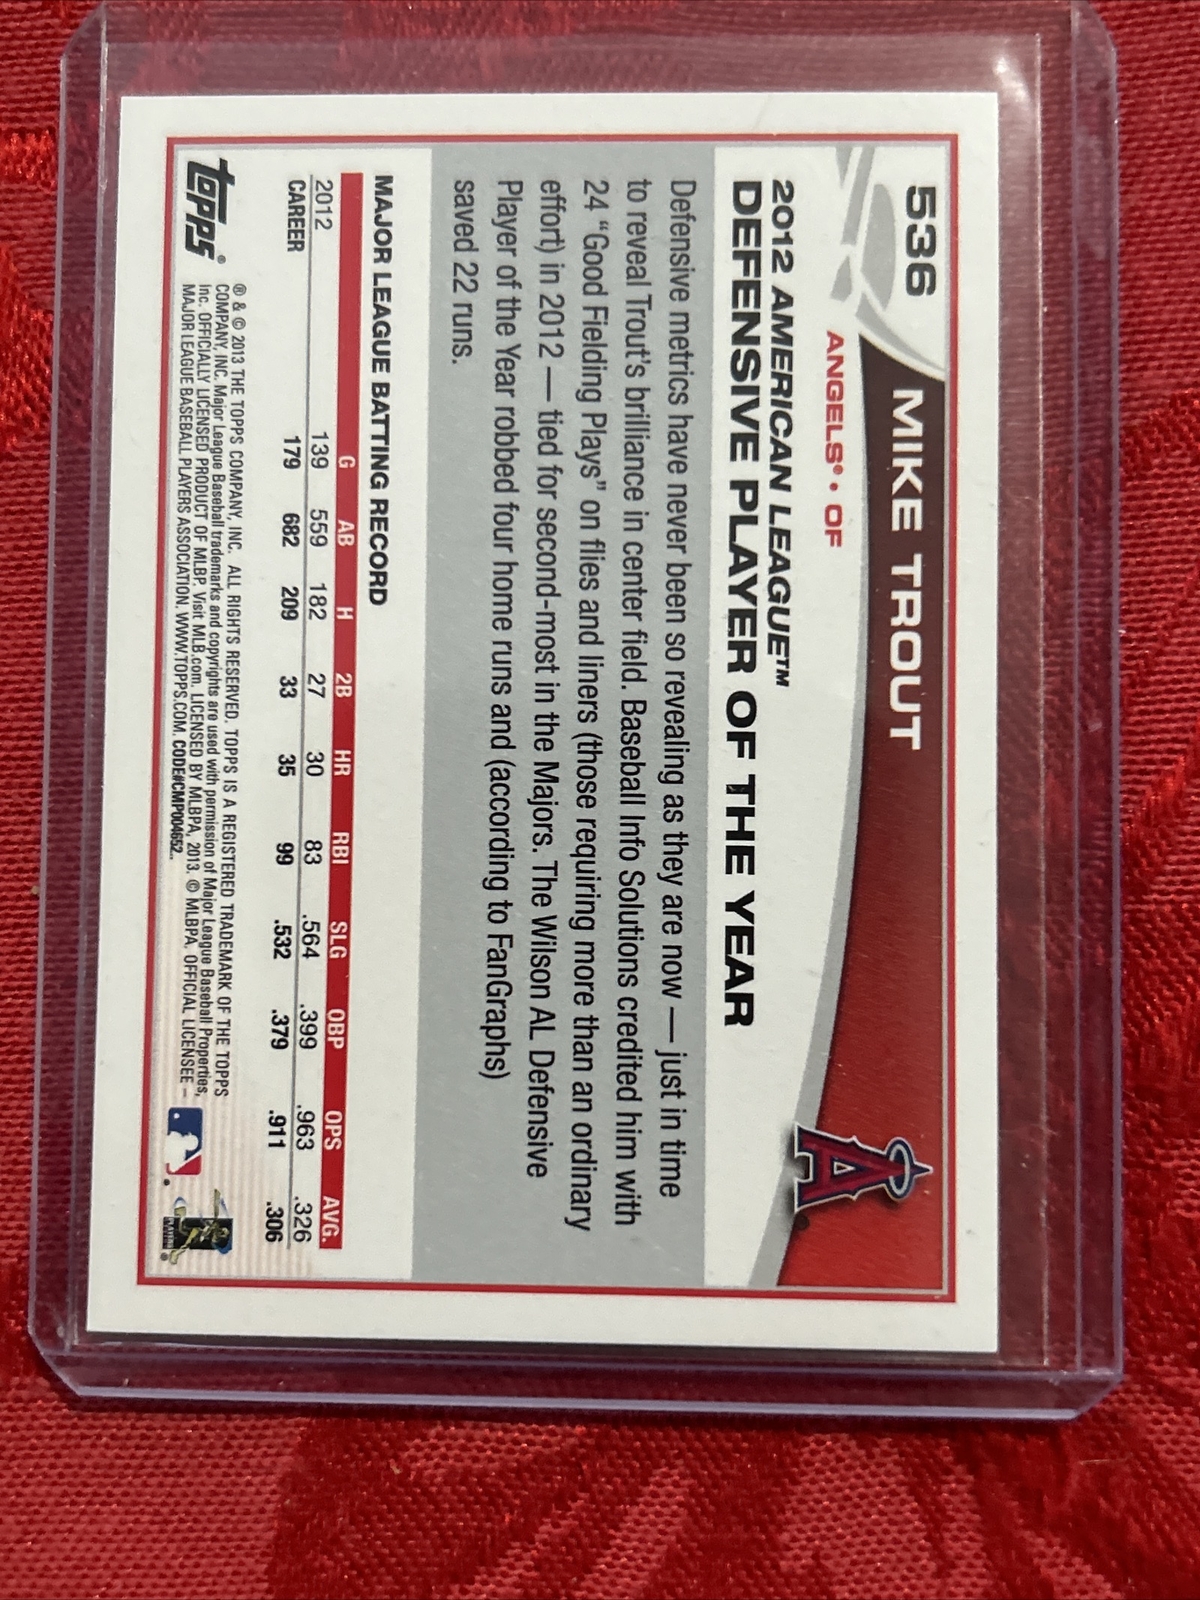 536
MIKE TROUT
ANGELS® • OF
A
2012 AMERICAN LEAGUE™
DEFENSIVE PLAYER OF THE YEAR
Defensive metrics have never been so revealing as they are now — just in time
to reveal Trout's brilliance in center field. Baseball Info Solutions credited him with
24 "Good Fielding Plays" on flies and liners (those requiring more than an ordinary
effort) in 2012 — tied for second-most in the Majors. The Wilson AL Defensive
Player of the Year robbed four home runs and (according to FanGraphs)
saved 22 runs.
MAJOR LEAGUE BATTING RECORD
G AB H 2B HR RBI SLG OBP OPS AVG.
2012 139 559 182 27 30 83 .564 .399 .963 .326
CAREER 179 682 209 33 35 99 .532 .379 .911 .306
topps®
® & © 2013 THE TOPPS COMPANY, INC. ALL RIGHTS RESERVED. TOPPS IS A REGISTERED TRADEMARK OF THE TOPPS
COMPANY, INC. Major League Baseball trademarks and copyrights are used with permission of Major League Baseball Properties,
Inc. OFFICIALLY LICENSED PRODUCT OF MLBP. Visit MLB.com. LICENSED BY MLBPA, 2013. © MLBPA. OFFICIAL LICENSEE –
MAJOR LEAGUE BASEBALL PLAYERS ASSOCIATION. WWW.TOPPS.COM. CODE#CMP004652.